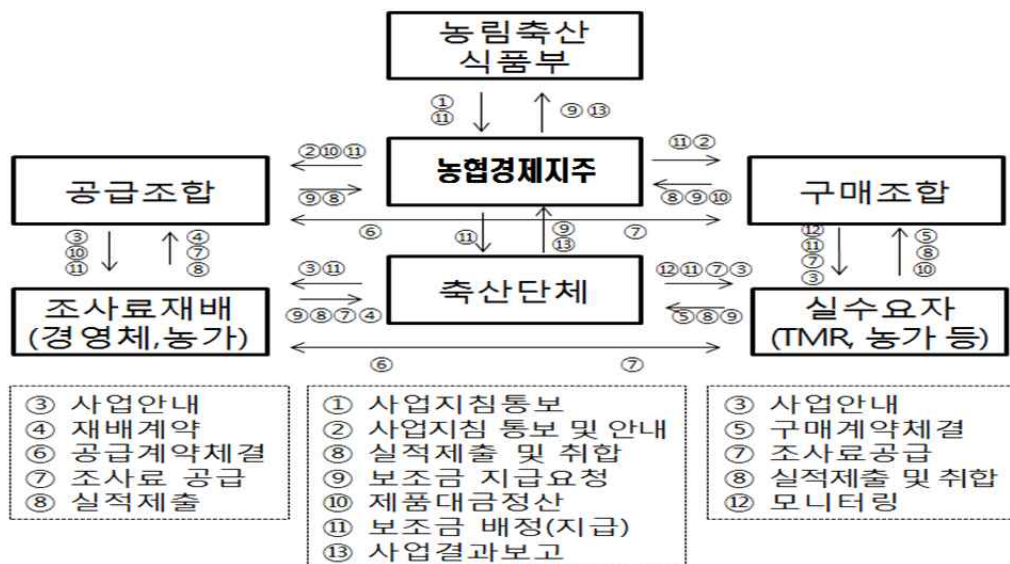 농림축산
식품부
①
⑪
⑨ ⑬
②⑩⑪
농협경제지주
⑪②
공급조합
⑨⑧
⑧⑨⑩
구매조합
⑥
⑦
③
⑩
⑪
④
⑦
⑧
⑪
⑨
⑬
⑫
⑪
⑦
③
⑤
⑧
⑩
③⑪
축산단체
⑫⑪⑦③
조사료재배
(경영체,농가)
⑨⑧⑦④
⑤⑧⑨
실수요자
(TMR, 농가 등)
⑥
⑦
③ 사업안내
④ 재배계약
⑥ 공급계약체결
⑦ 조사료 공급
⑧ 실적제출
① 사업지침통보
② 사업지침 통보 및 안내
⑧ 실적제출 및 취합
⑨ 보조금 지급요청
⑩ 제품대금정산
⑪ 보조금 배정(지급)
⑬ 사업결과보고
③ 사업안내
⑤ 구매계약체결
⑦ 조사료공급
⑧ 실적제출 및 취합
⑫ 모니터링